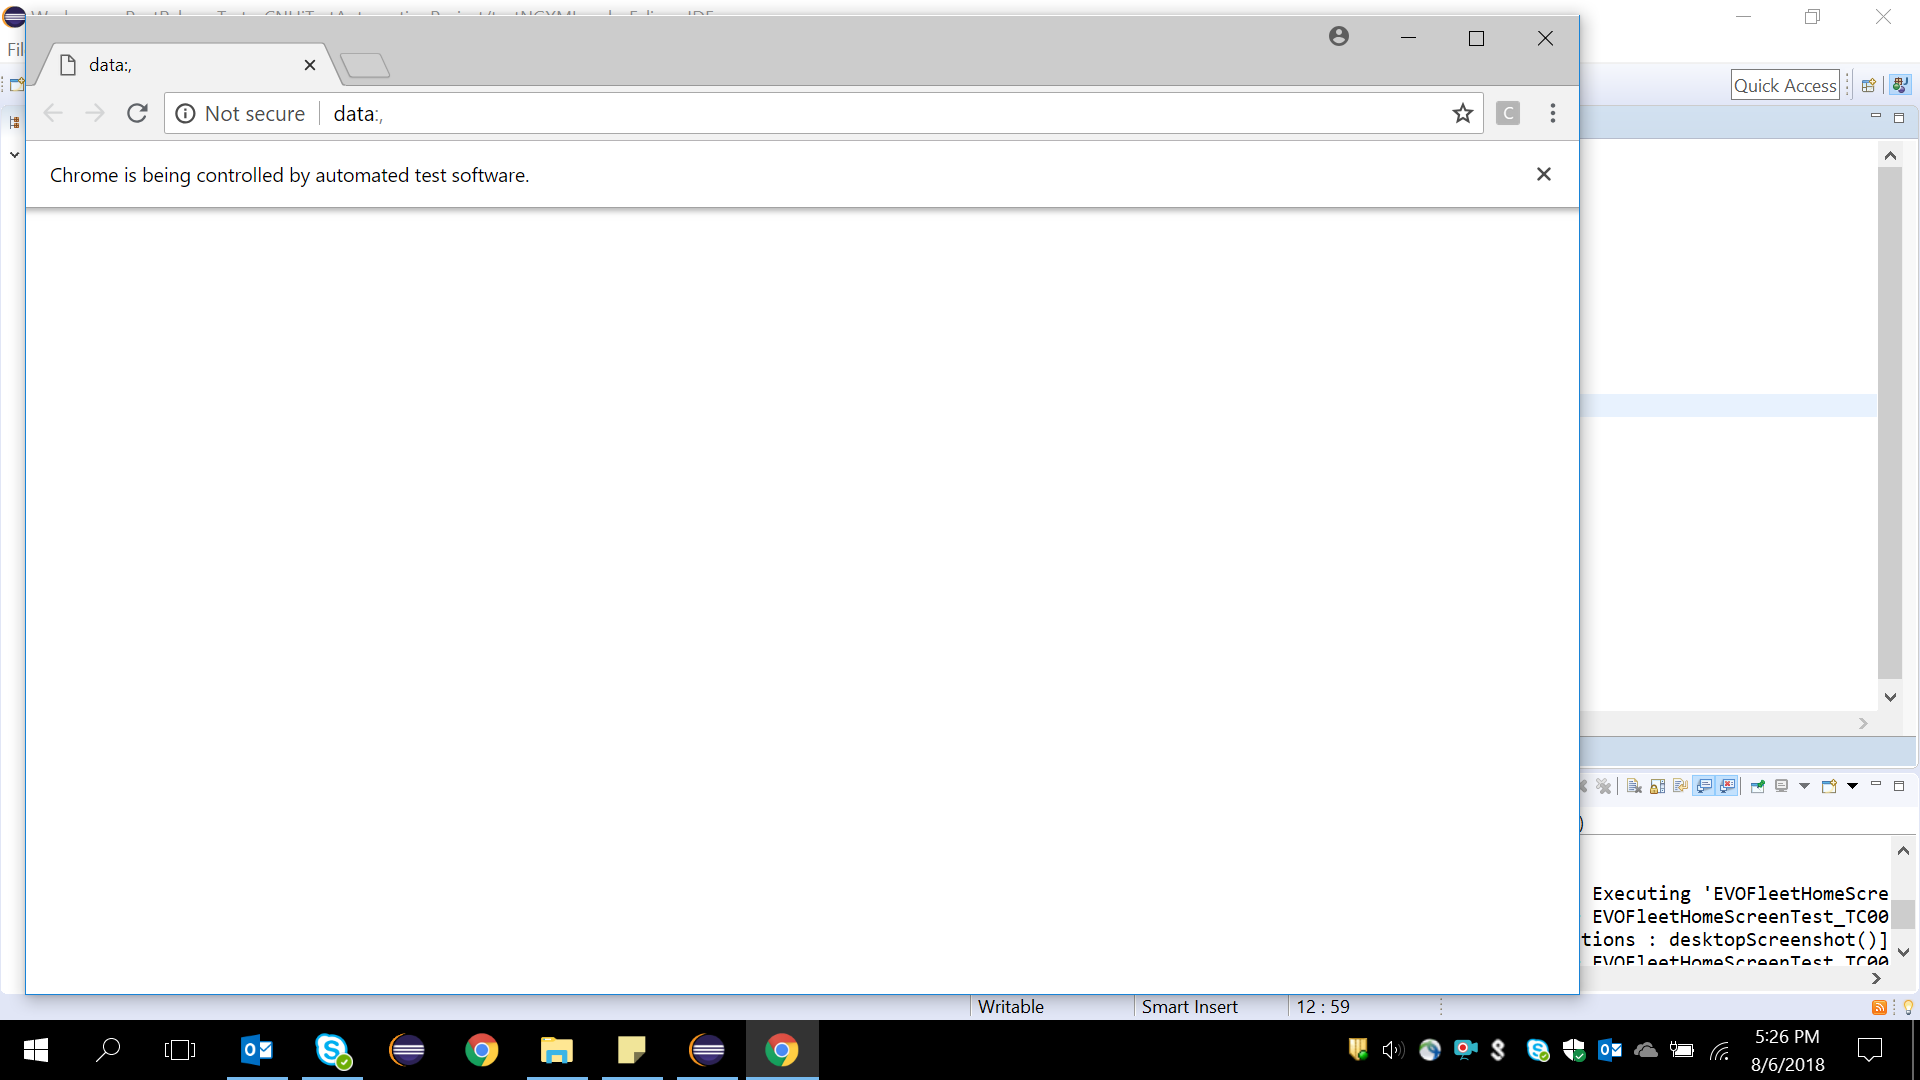 Fil
data:,
Quick Access
Not secure
data:,
C
Chrome is being controlled by automated test software.
)
Executing 'EVOFleetHomeScre
EVOFleetHomeScreenTest_TC00
tions : desktopScreenshot()]
EVOFleetHomeScreenTest_TC00
Writable
Smart Insert
12 : 59
5:26 PM
8/6/2018